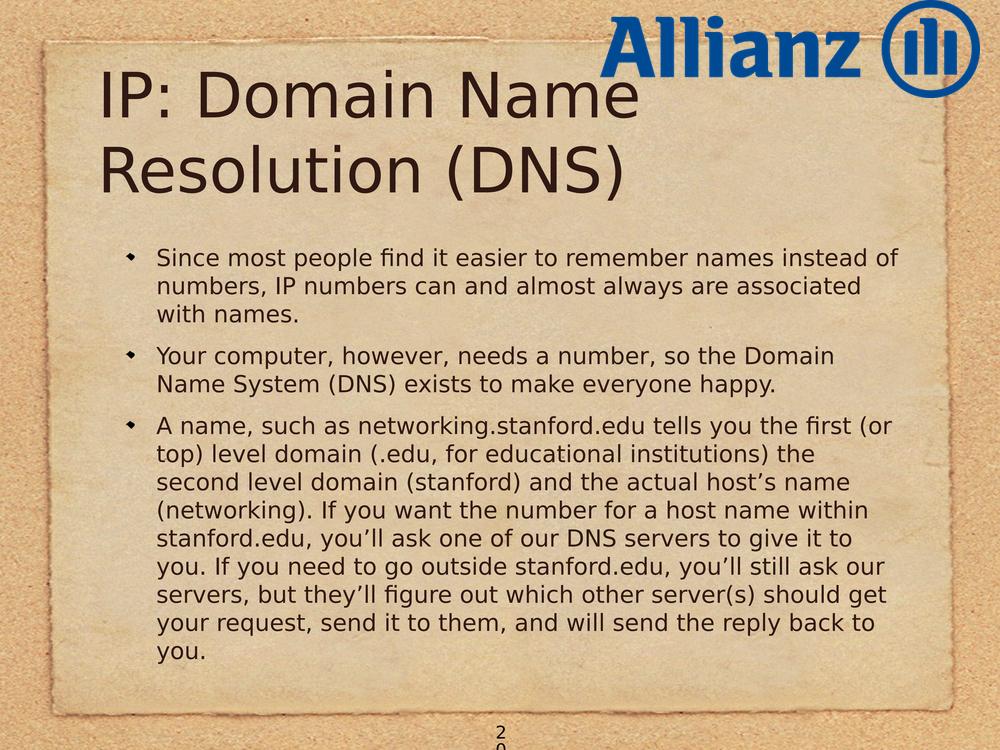 Allianz
IP: Domain Name
Resolution (DNS)
Since most people find it easier to remember names instead of
numbers, IP numbers can and almost always are associated
with names.
Your computer, however, needs a number, so the Domain
Name System (DNS) exists to make everyone happy.
A name, such as networking.stanford.edu tells you the first (or
top) level domain (.edu, for educational institutions) the
second level domain (stanford) and the actual host’s name
(networking). If you want the number for a host name within
stanford.edu, you’ll ask one of our DNS servers to give it to
you. If you need to go outside stanford.edu, you’ll still ask our
servers, but they’ll figure out which other server(s) should get
your request, send it to them, and will send the reply back to
you.
2
0